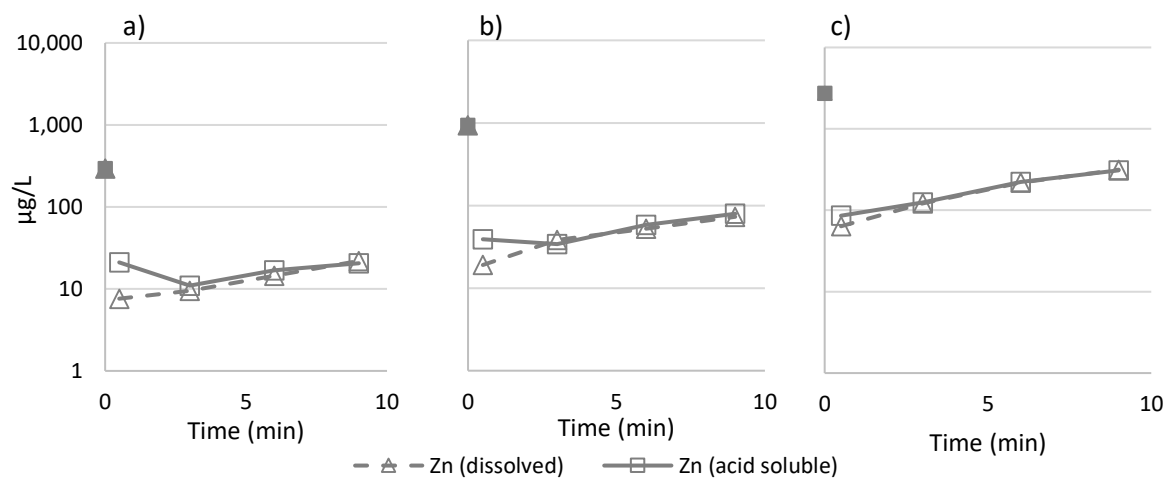 a)
b)
c)
10,000
1,000
100
10
1
µg/L
0 5 10
0 5 10
0 5 10
Time (min)
Time (min)
Time (min)
Zn (dissolved) Zn (acid soluble)